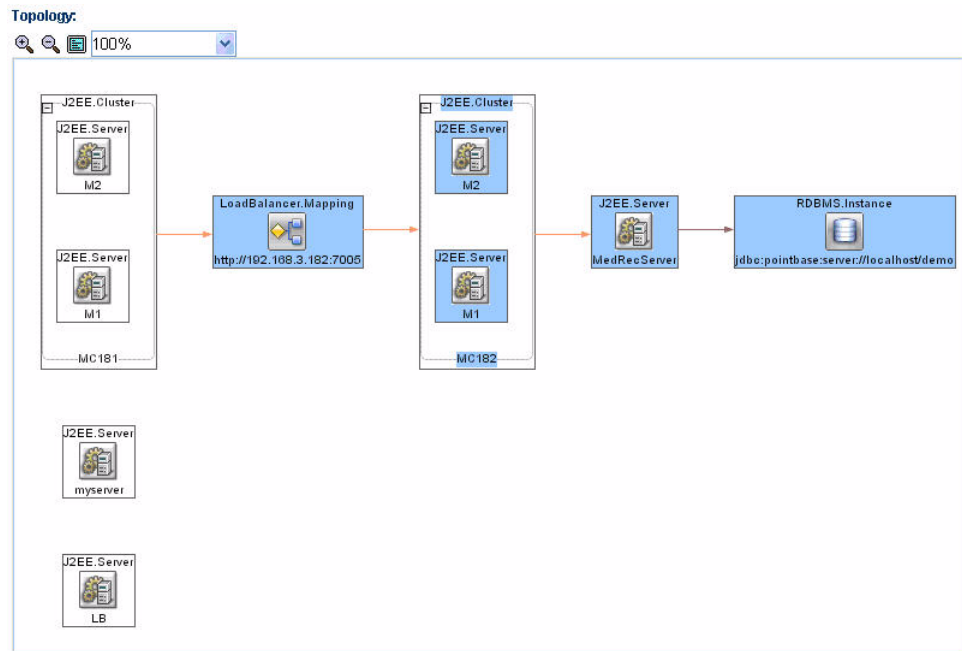 Topology:
100%
J2EE.Cluster
J2EE.Server
M2
J2EE.Server
M1
MC181
LoadBalancer.Mapping
http://192.168.3.182:7005
J2EE.Cluster
J2EE.Server
M2
J2EE.Server
M1
MC182
J2EE.Server
MedRecServer
RDBMS.Instance
jdbc:pointbase:server://localhost/demo
J2EE.Server
myserver
J2EE.Server
LB